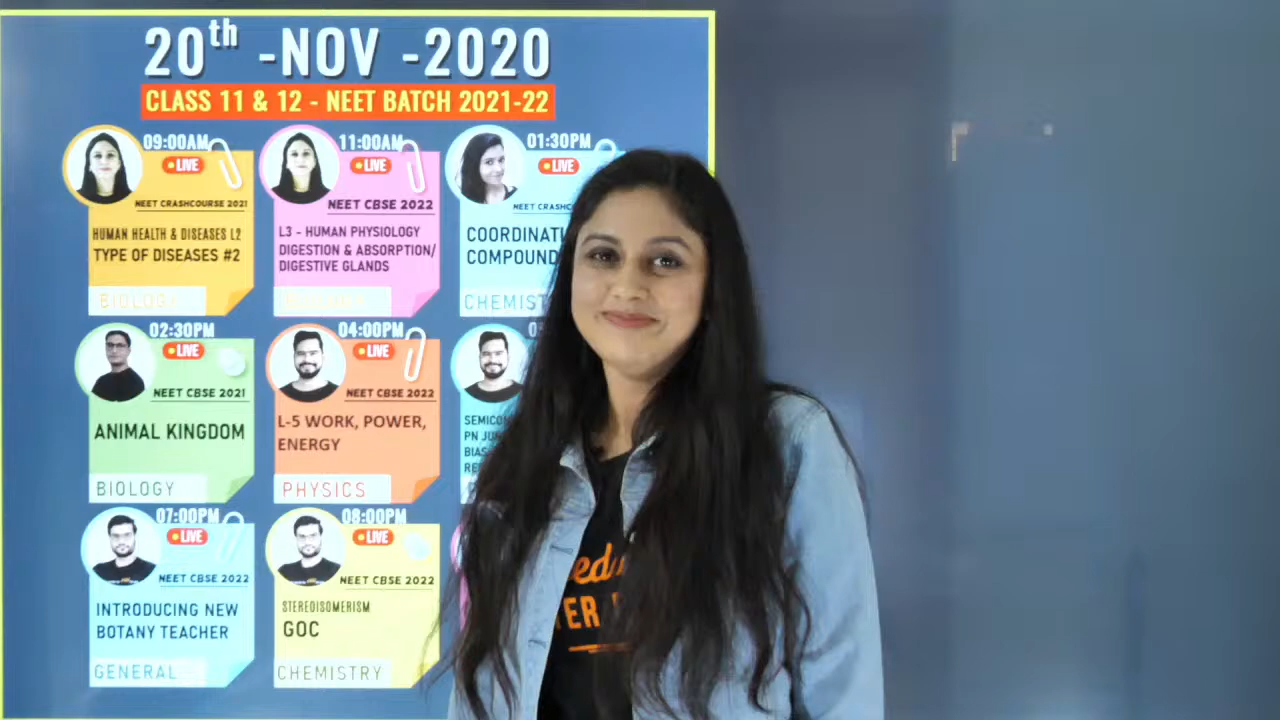 20th -NOV -2020
CLASS 11 & 12 - NEET BATCH 2021-22
09:00AM
LIVE
NEET CRASHCOURSE 2021
HUMAN HEALTH & DISEASES L2
TYPE OF DISEASES #2
BIOLOGY
11:00AM
LIVE
NEET CBSE 2022
L3 - HUMAN PHYSIOLOGY
DIGESTION & ABSORPTION/
DIGESTIVE GLANDS
01:30PM
LIVE
NEET
COMPOUND
02:30PM
LIVE
NEET CBSE 2021
ANIMAL KINGDOM
BIOLOGY
04:00PM
LIVE
NEET CBSE 2022
L-5 WORK, POWER,
ENERGY
PHYSICS
PN
07:00PM
LIVE
NEET CBSE 2022
INTRODUCING NEW
BOTANY TEACHER
GENERAL
08:00PM
LIVE
NEET CBSE 2022
STEREOISOMERISM
GOC
CHEMISTRY